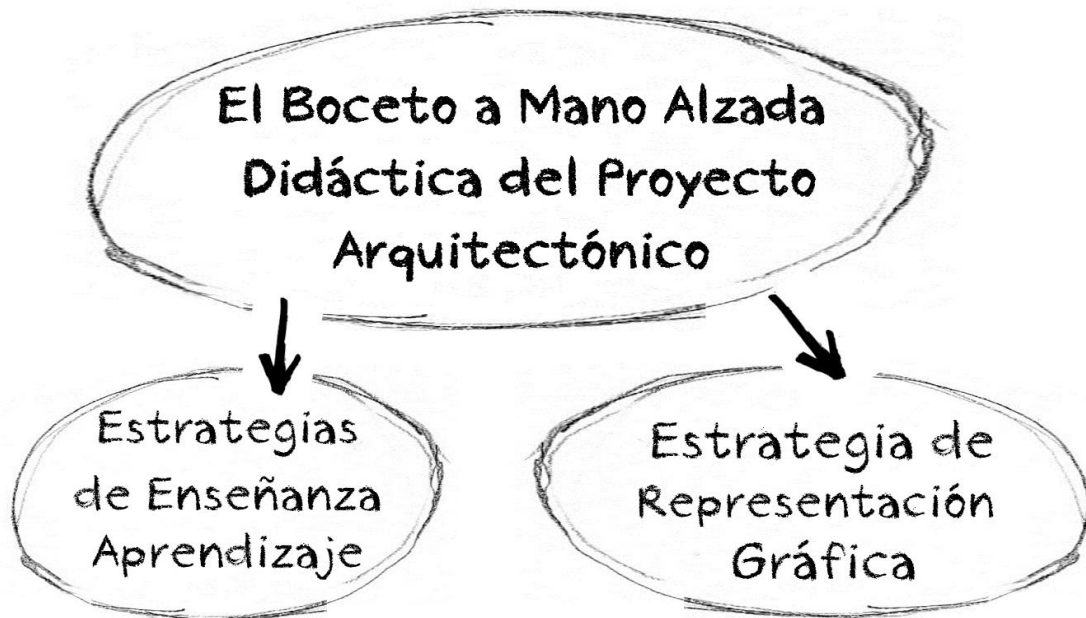 El Boceto a Mano Alzada
Didáctica del Proyecto
Arquitectónico
Estrategias
de Enseñanza
Aprendizaje
Estrategia de
Representación
Gráfica